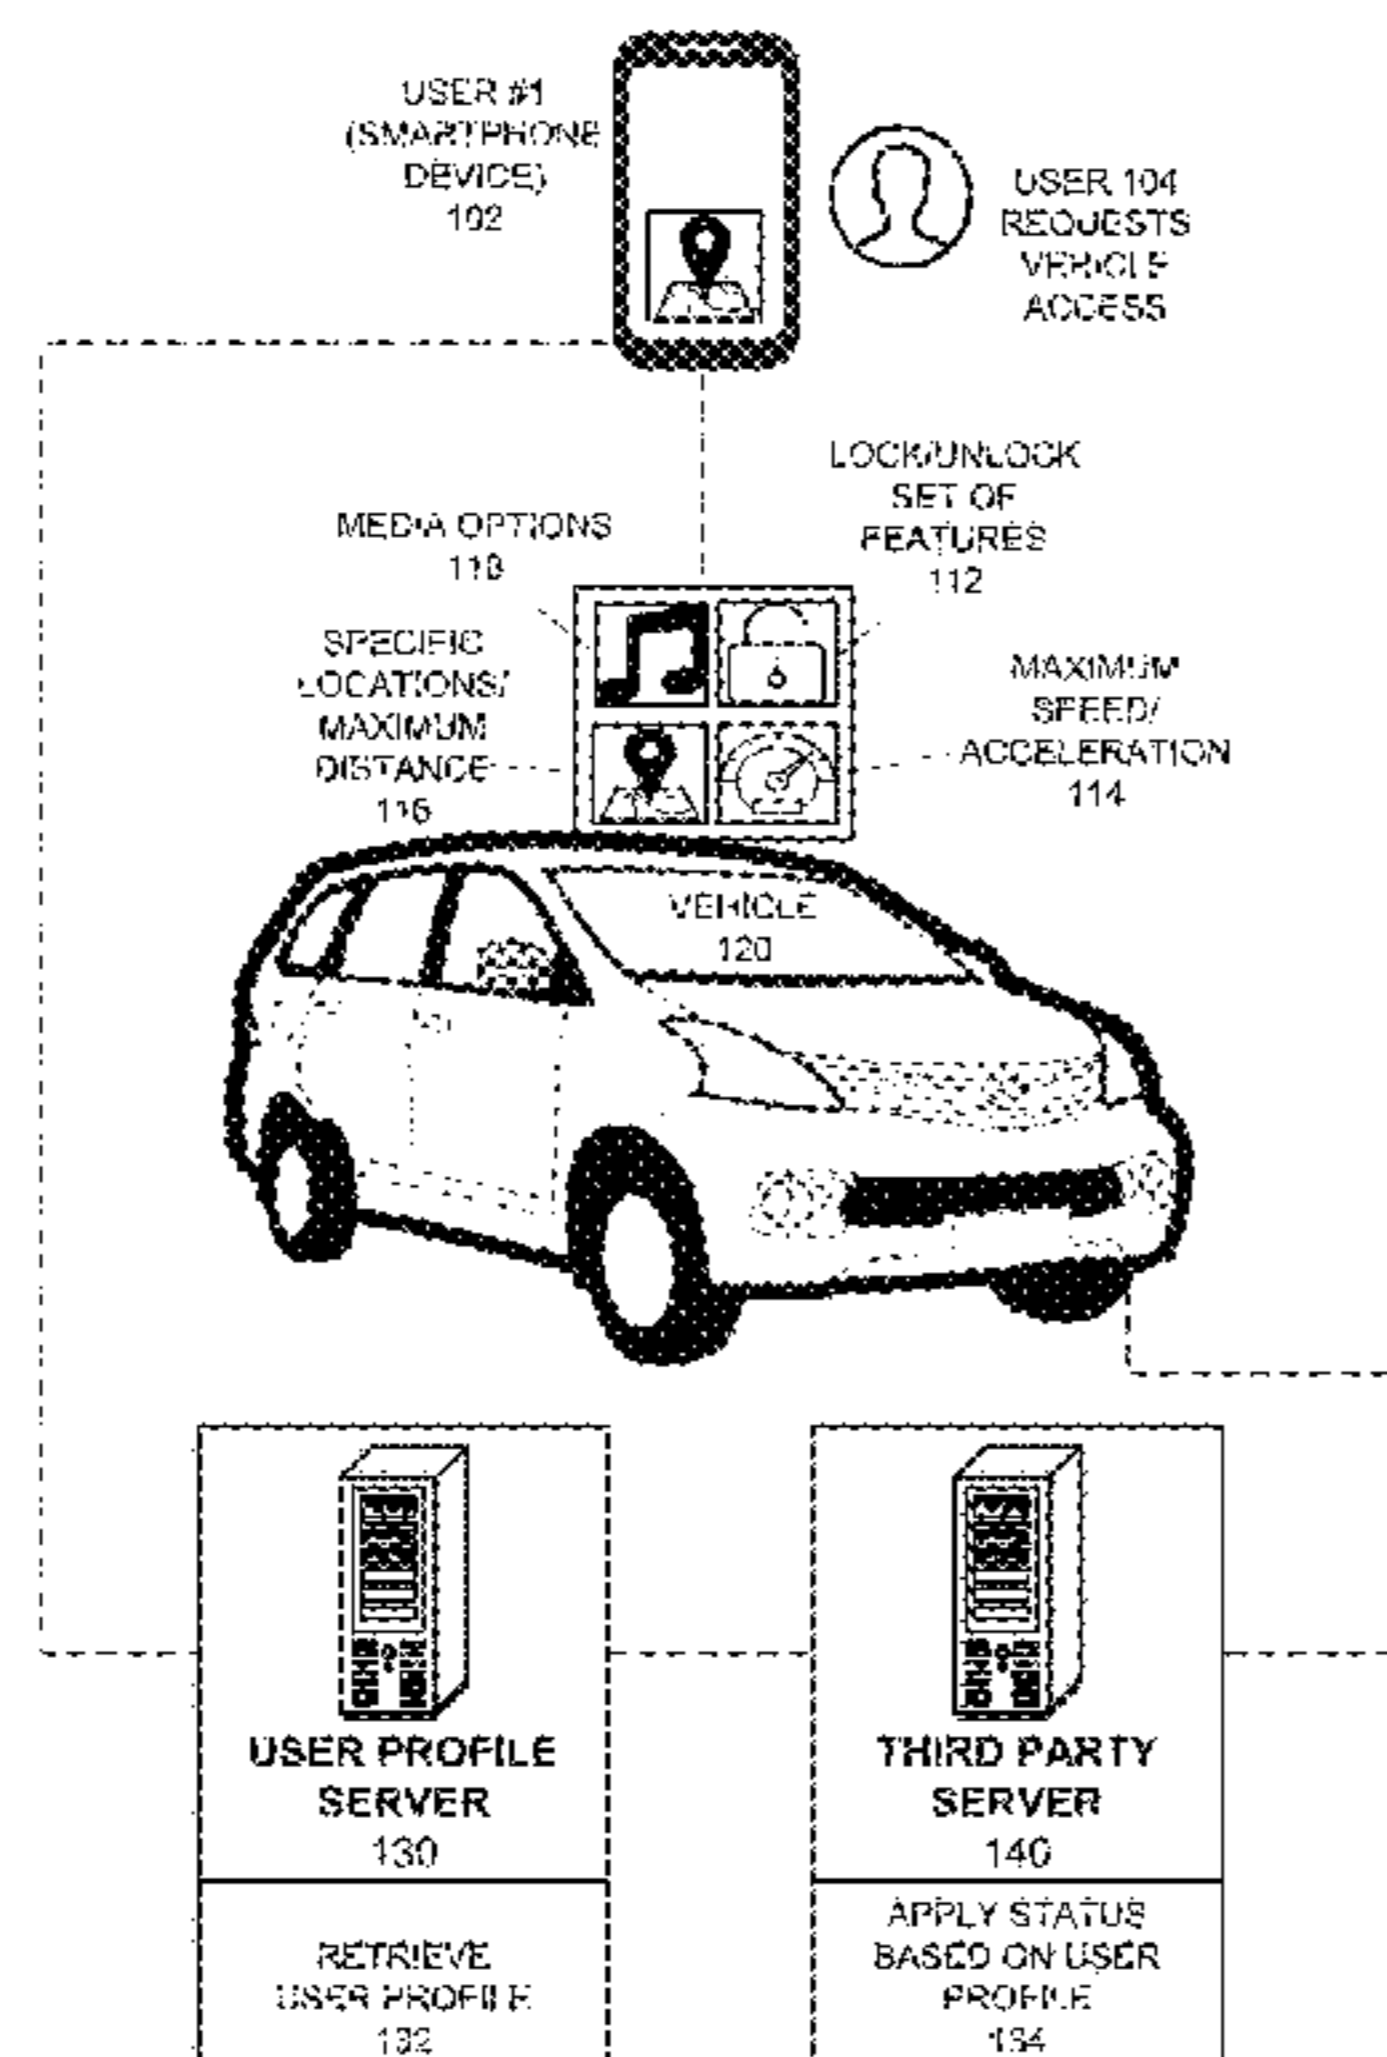 USER #1
(SMARTPHONE
DEVICE)
102
USER 104
REQUESTS
VEHICLE
ACCESS
LOCK/UNLOCK
SET OF
FEATURES
112
MEDIA OPTIONS
118
SPECIFIC
LOCATIONS/
MAXIMUM
DISTANCE
116
MAXIMUM
SPEED/
ACCELERATION
114
VEHICLE
120
USER PROFILE
SERVER
130
RETRIEVE
USER PROFILE
132
THIRD PARTY
SERVER
140
APPLY STATUS
BASED ON USER
PROFILE
134